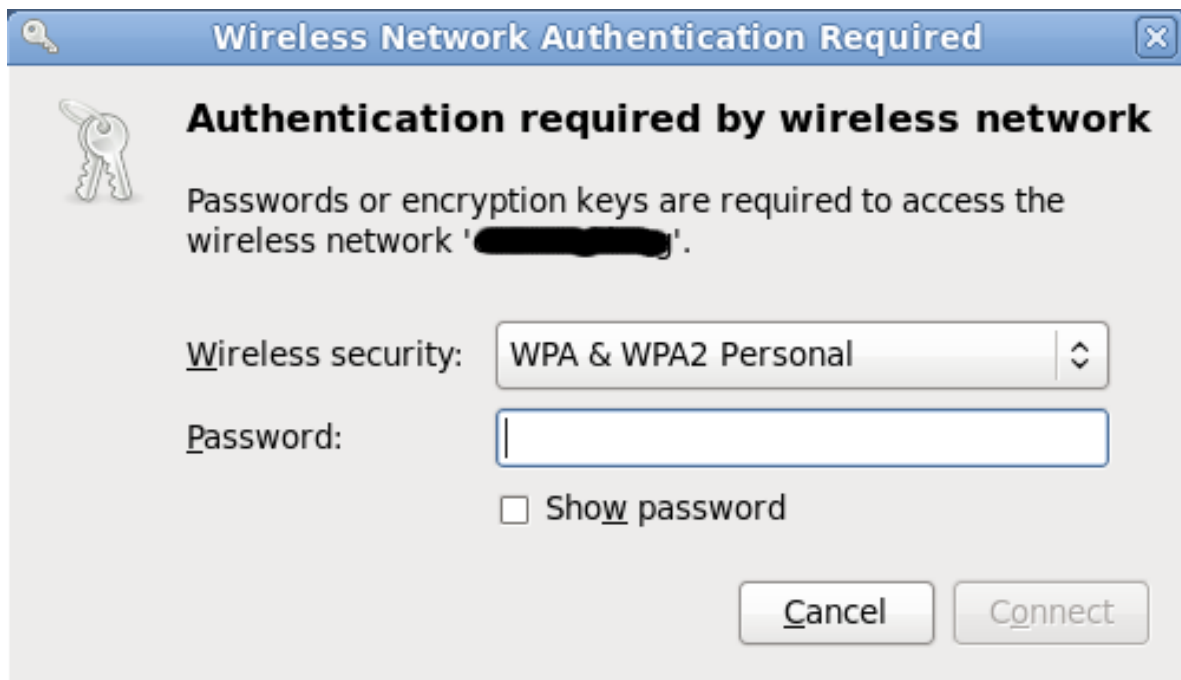 Wireless Network Authentication Required
Authentication required by wireless network
Passwords or encryption keys are required to access the
wireless network ' '.
Wireless security: WPA & WPA2 Personal
Password:
Show password
Cancel Connect